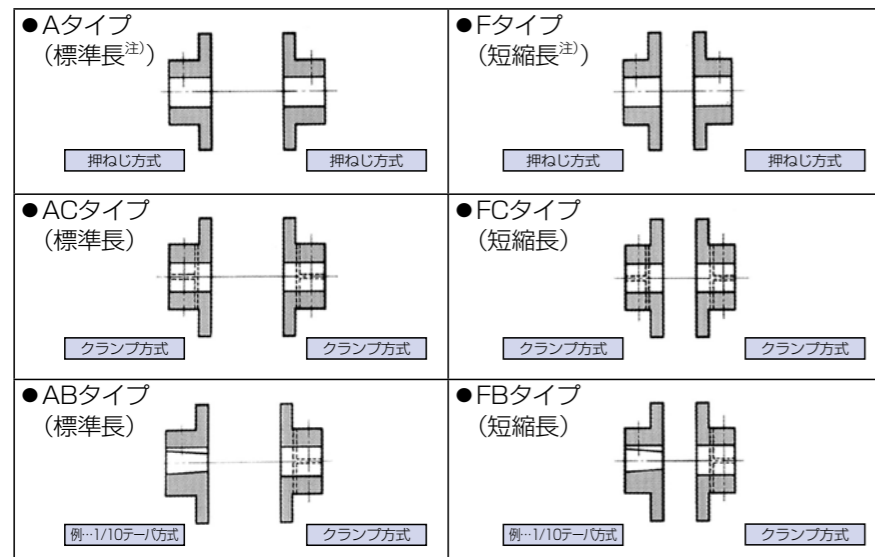 ●Aタイプ
（標準長注））
押ねじ方式 押ねじ方式
●Fタイプ
（短縮長注））
押ねじ方式 押ねじ方式
●ACタイプ
（標準長）
クランプ方式 クランプ方式
●FCタイプ
（短縮長）
クランプ方式 クランプ方式
●ABタイプ
（標準長）
例…1/10テーパ方式 クランプ方式
●FBタイプ
（短縮長）
例…1/10テーパ方式 クランプ方式